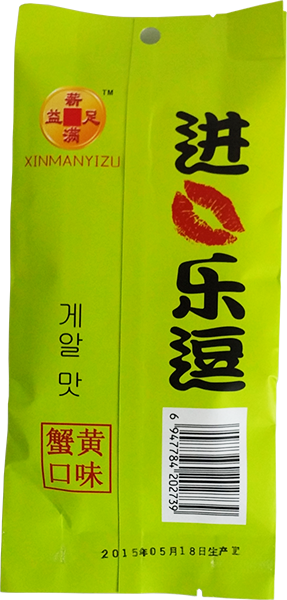 薪
益 足
满
TM
XINMANYIZU
进
乐逗
게알 맛
蟹黄
口味
6 947784 202739
2015年05月18日生产